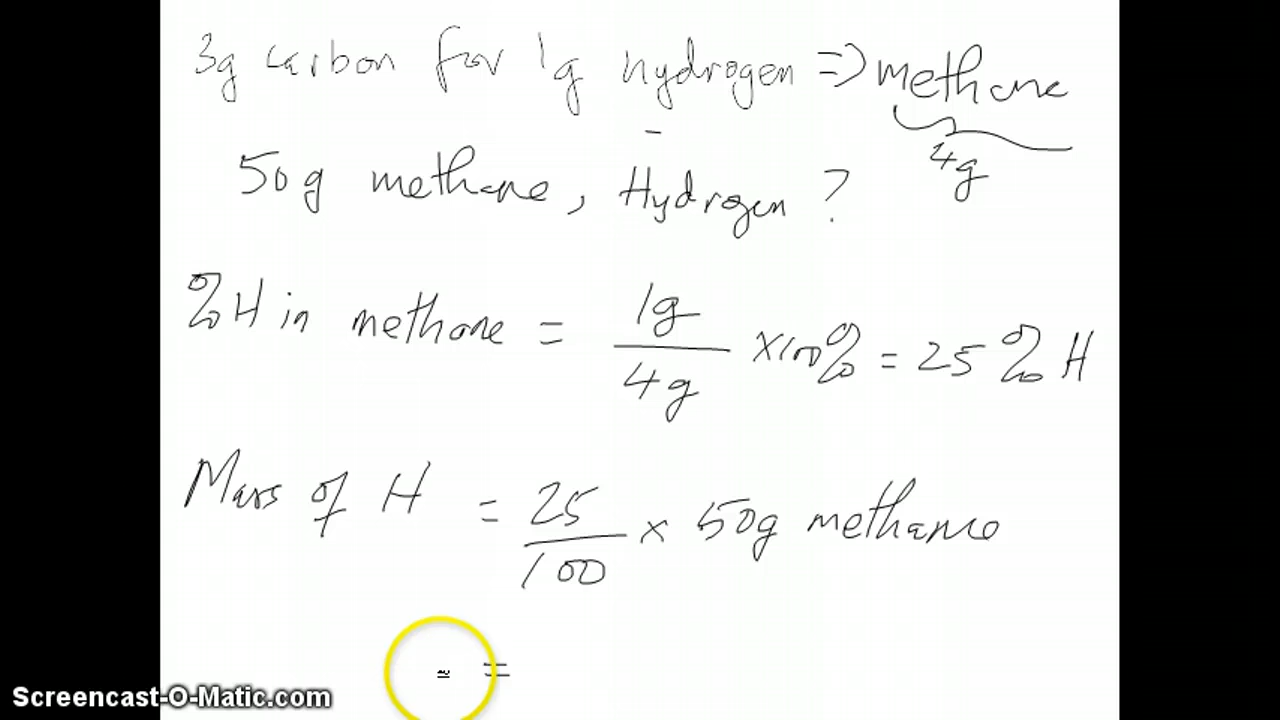 3g carbon for 1g hydrogen => methane
4g
50g methane, Hydrogen ?
%H in methane = 1g / 4g ×100% = 25 % H
Mass of H = 25 / 100 × 50g methane
=
Screencast-O-Matic.com